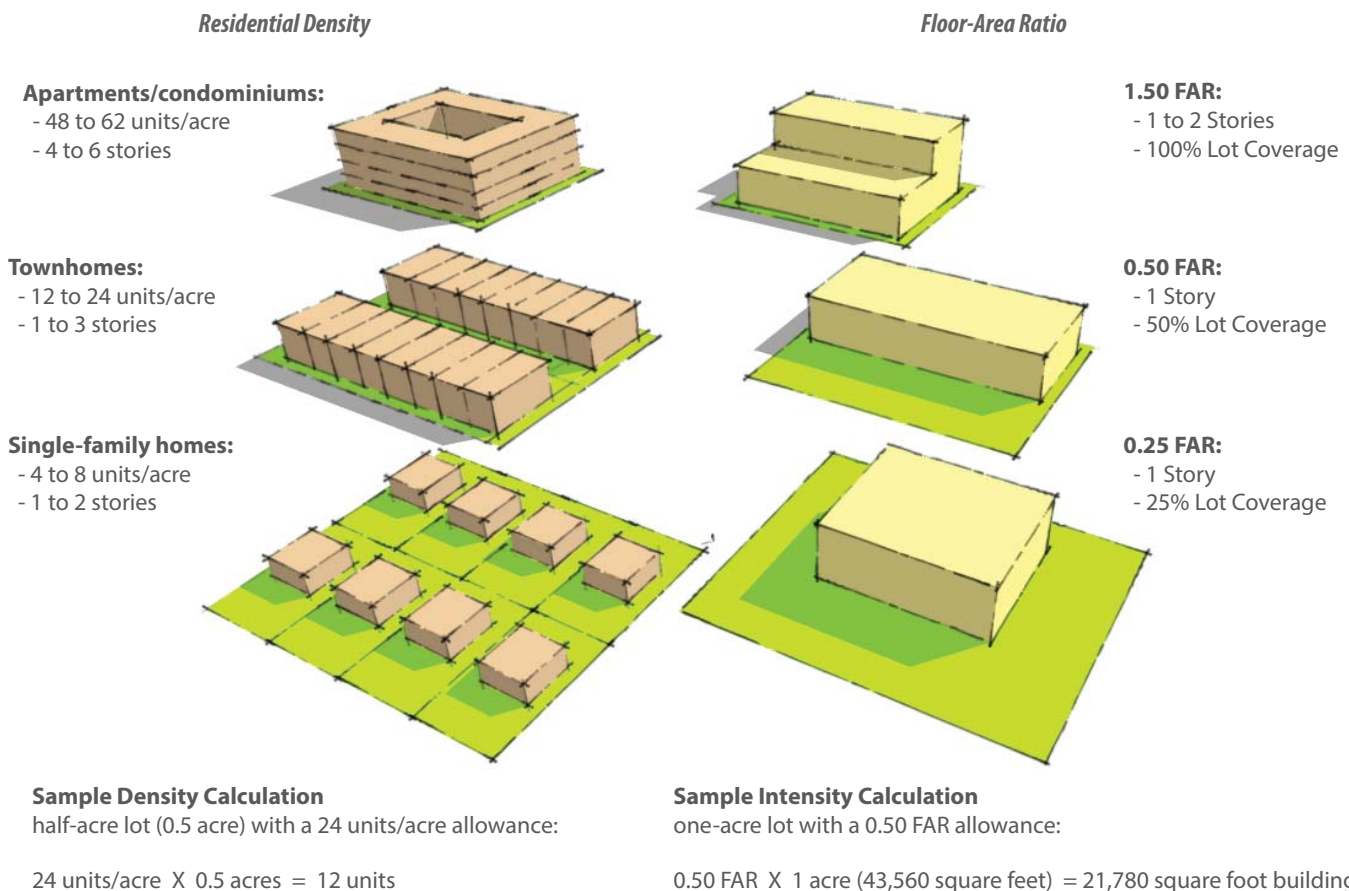 Residential Density
Apartments/condominiums:
- 48 to 62 units/acre
- 4 to 6 stories
Townhomes:
- 12 to 24 units/acre
- 1 to 3 stories
Single-family homes:
- 4 to 8 units/acre
- 1 to 2 stories
Sample Density Calculation
half-acre lot (0.5 acre) with a 24 units/acre allowance:
24 units/acre X 0.5 acres = 12 units
Floor-Area Ratio
1.50 FAR:
- 1 to 2 Stories
- 100% Lot Coverage
0.50 FAR:
- 1 Story
- 50% Lot Coverage
0.25 FAR:
- 1 Story
- 25% Lot Coverage
Sample Intensity Calculation
one-acre lot with a 0.50 FAR allowance:
0.50 FAR X 1 acre (43,560 square feet) = 21,780 square foot building